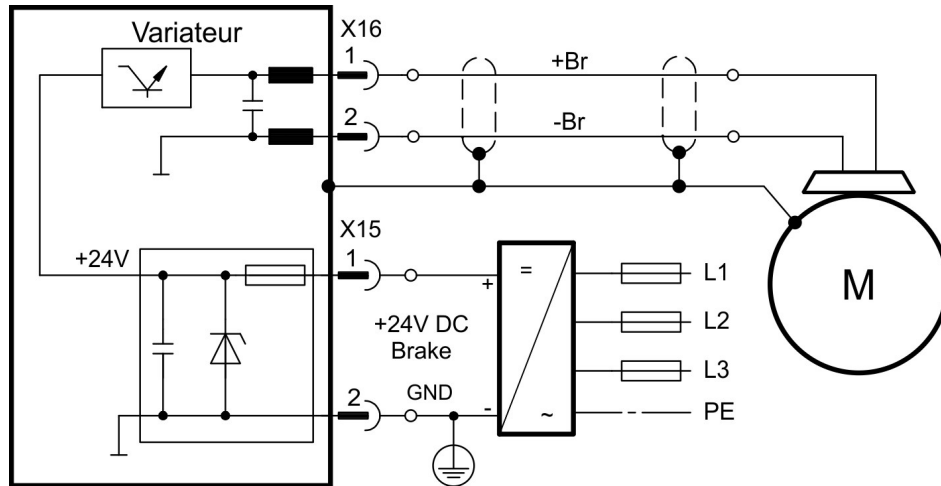 Variateur
X16
1
+Br
2
-Br
X15
+24V
1
+
=
L1
M
+24V DC
Brake
L2
L3
2
GND
-
~
PE